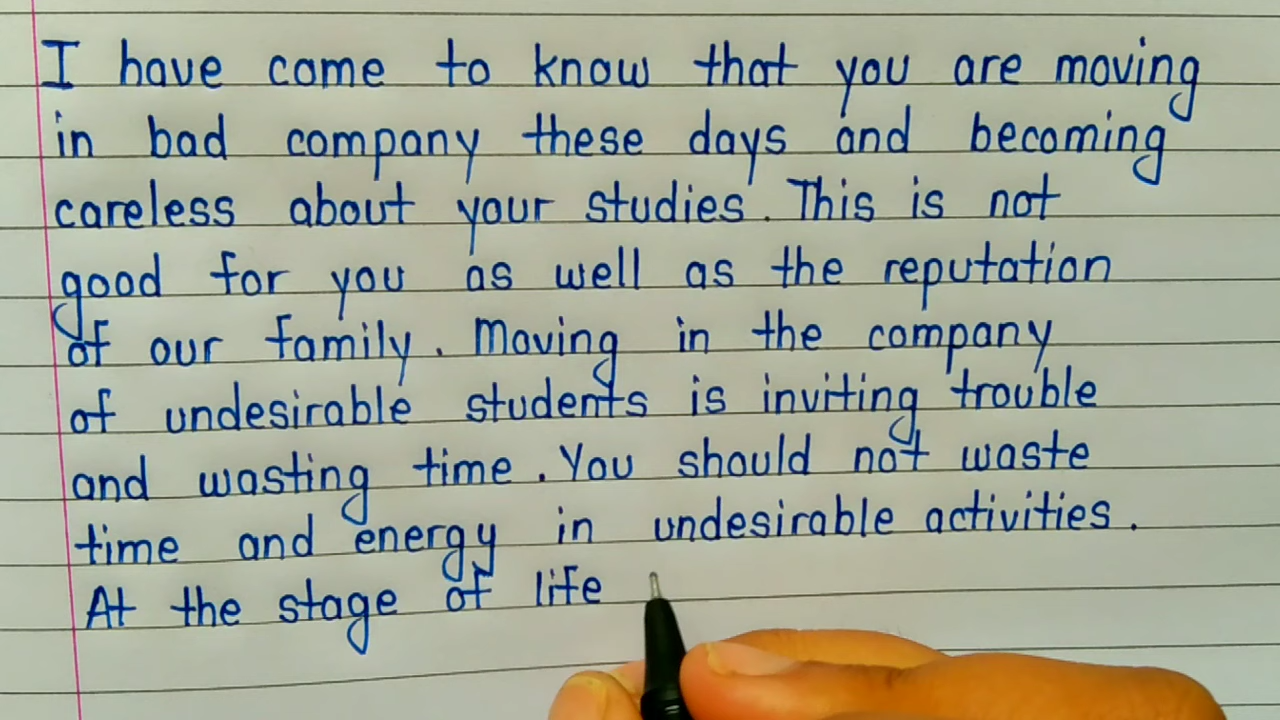 I have come to know that you are moving
in bad company these days and becoming
careless about your studies. This is not
good for you as well as the reputation
of our family. Moving in the company
of undesirable students is inviting trouble
and wasting time. You should not waste
time and energy in undesirable activities.
At the stage of life